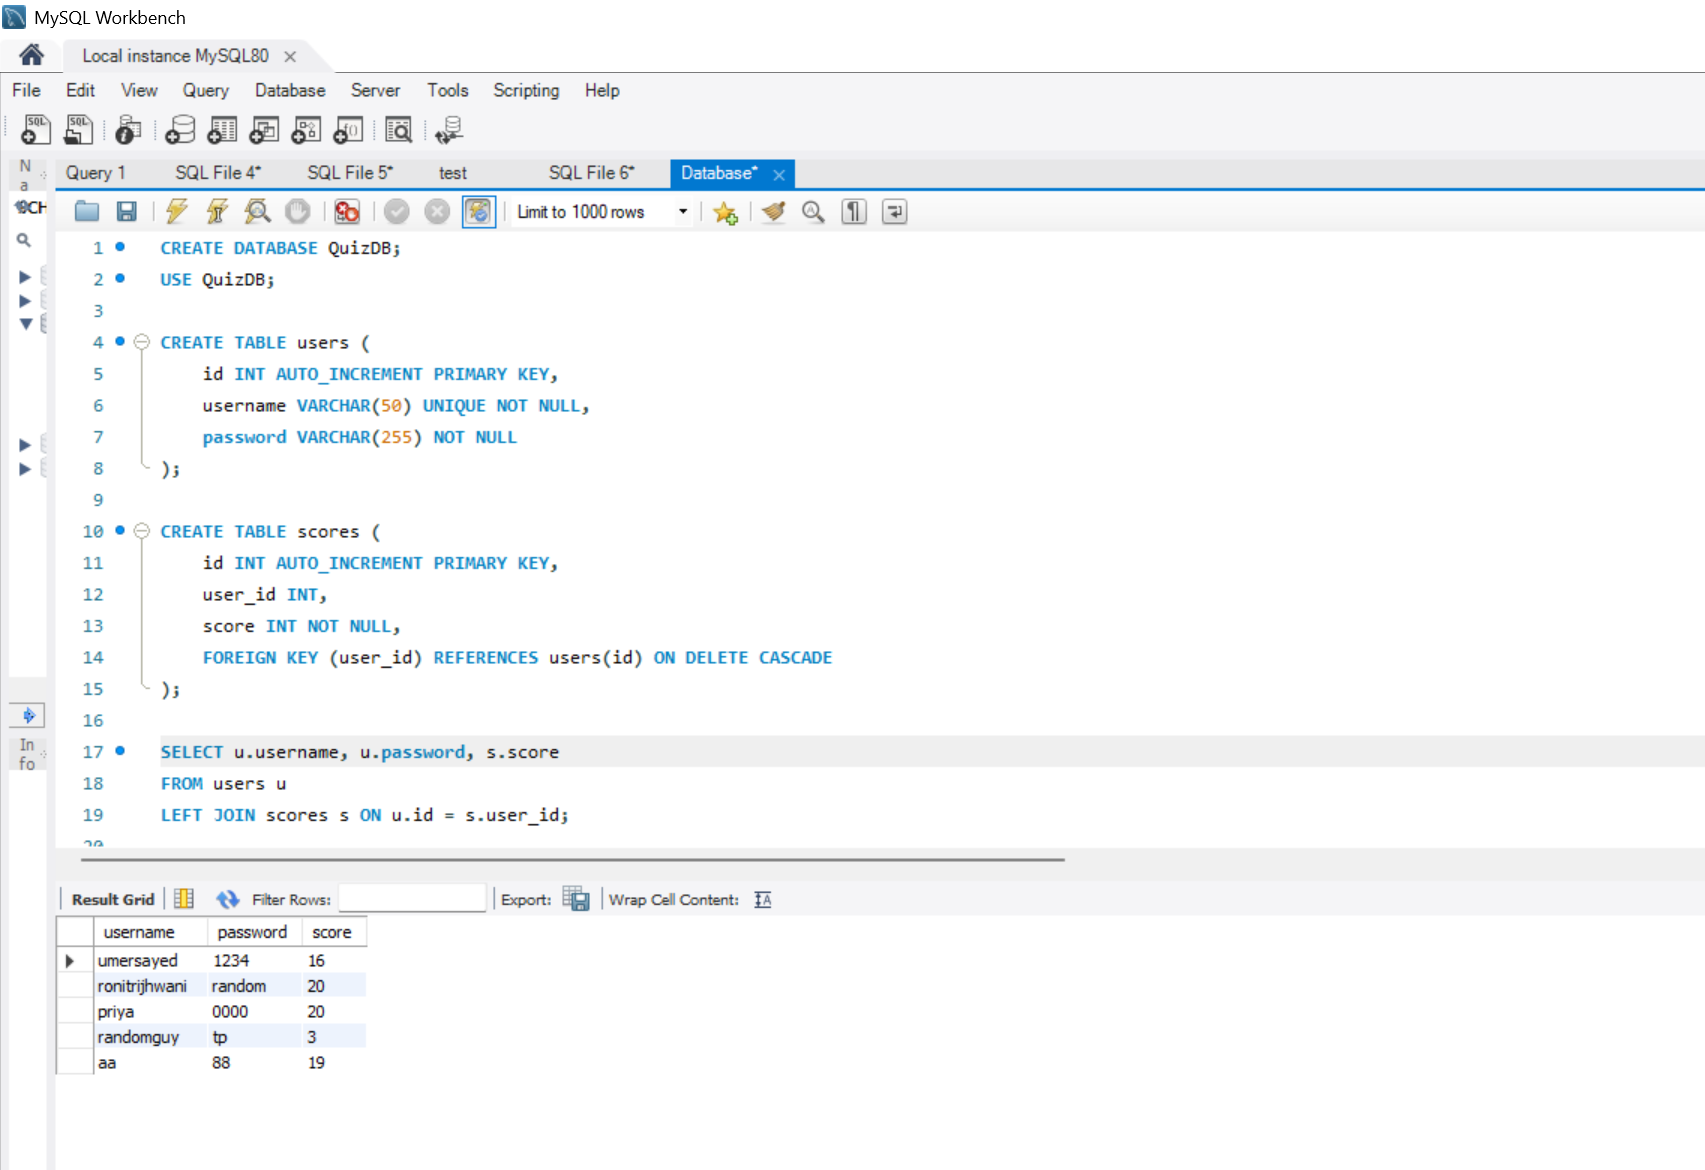 MySQL Workbench
Local instance MySQL80
File Edit View Query Database Server Tools Scripting Help
Na
Query 1 SQL File 4* SQL File 5* test SQL File 6* Database*
SCH
Limit to 1000 rows
1 CREATE DATABASE QuizDB;
2 USE QuizDB;
3
4 CREATE TABLE users (
5 id INT AUTO_INCREMENT PRIMARY KEY,
6 username VARCHAR(50) UNIQUE NOT NULL,
7 password VARCHAR(255) NOT NULL
8 );
9
10 CREATE TABLE scores (
11 id INT AUTO_INCREMENT PRIMARY KEY,
12 user_id INT,
13 score INT NOT NULL,
14 FOREIGN KEY (user_id) REFERENCES users(id) ON DELETE CASCADE
15 );
16
Info
17 SELECT u.username, u.password, s.score
18 FROM users u
19 LEFT JOIN scores s ON u.id = s.user_id;
20
Result Grid Filter Rows: Export: Wrap Cell Content:
username password score
umersayed 1234 16
ronitrijhwani random 20
priya 0000 20
randomguy tp 3
aa 88 19